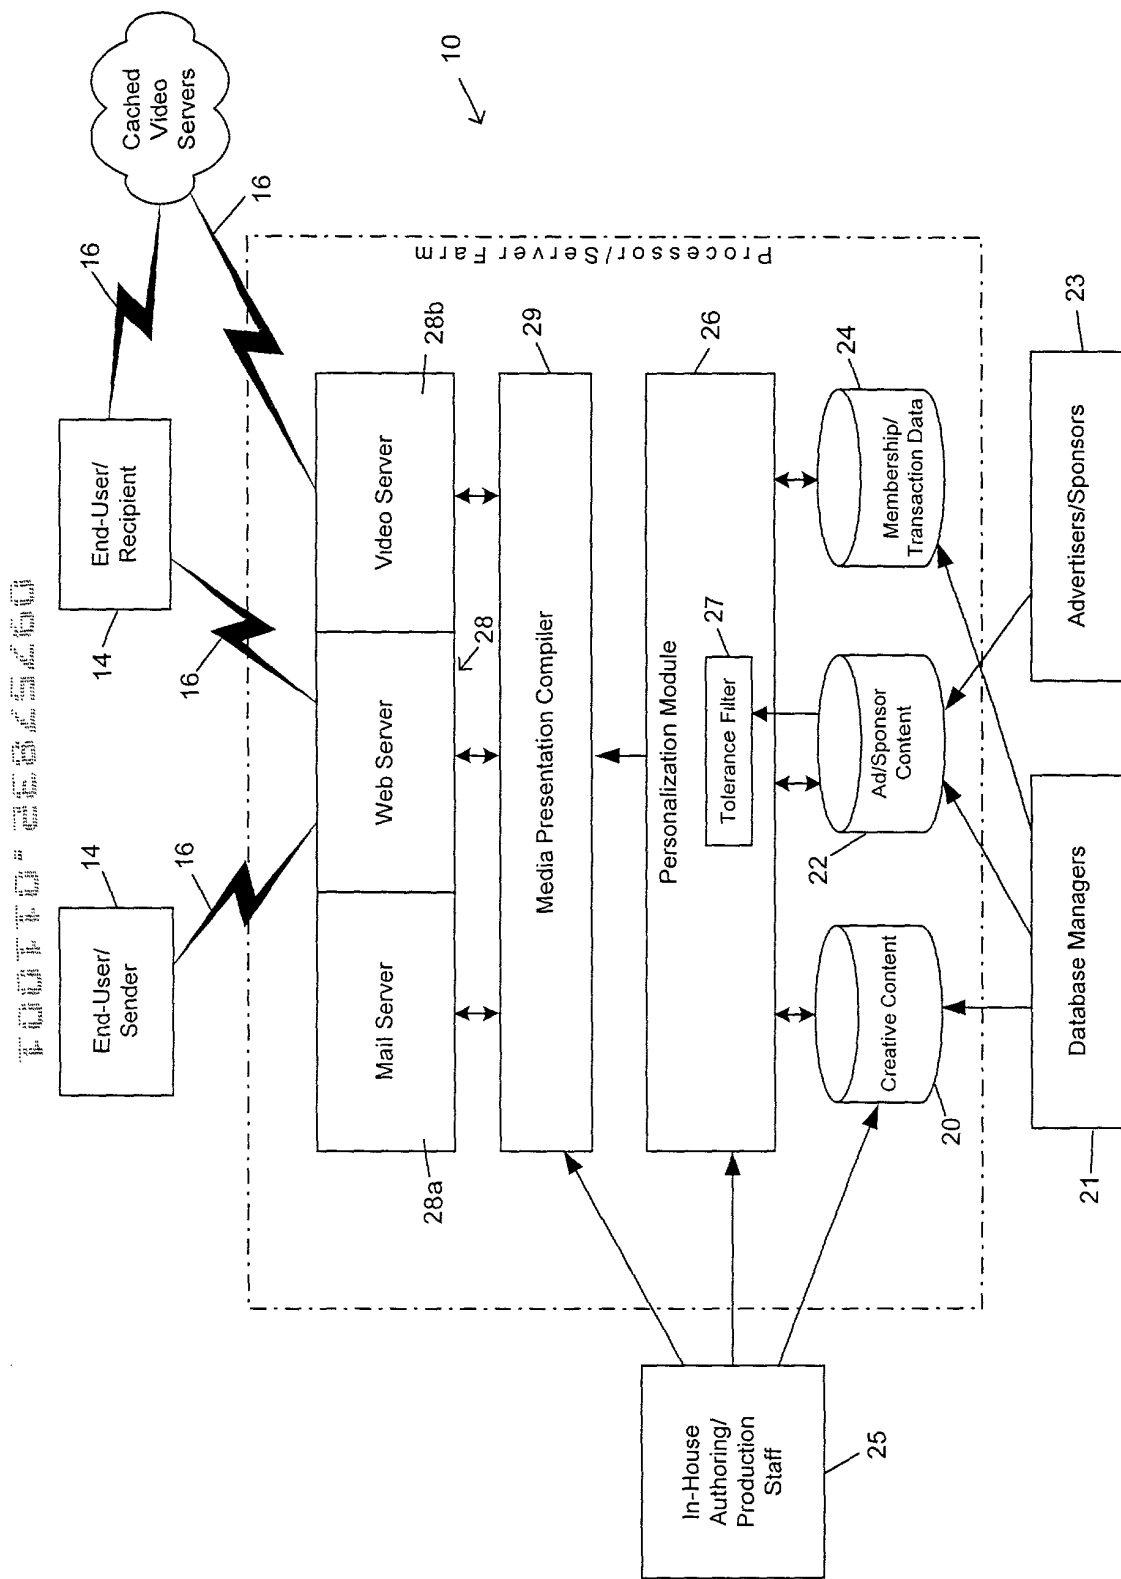 End-User/
Sender
14
16
End-User/
Recipient
14
16
16
Cached
Video
Servers
16
10
Processor/Server Farm
Mail Server
Web Server
Video Server
28a
28
28b
Media Presentation Compiler
29
Personalization Module
26
Tolerance Filter
27
Creative Content
20
Ad/Sponsor
Content
22
Membership/
Transaction Data
24
In-House
Authoring/
Production
Staff
25
Database Managers
21
Advertisers/Sponsors
23